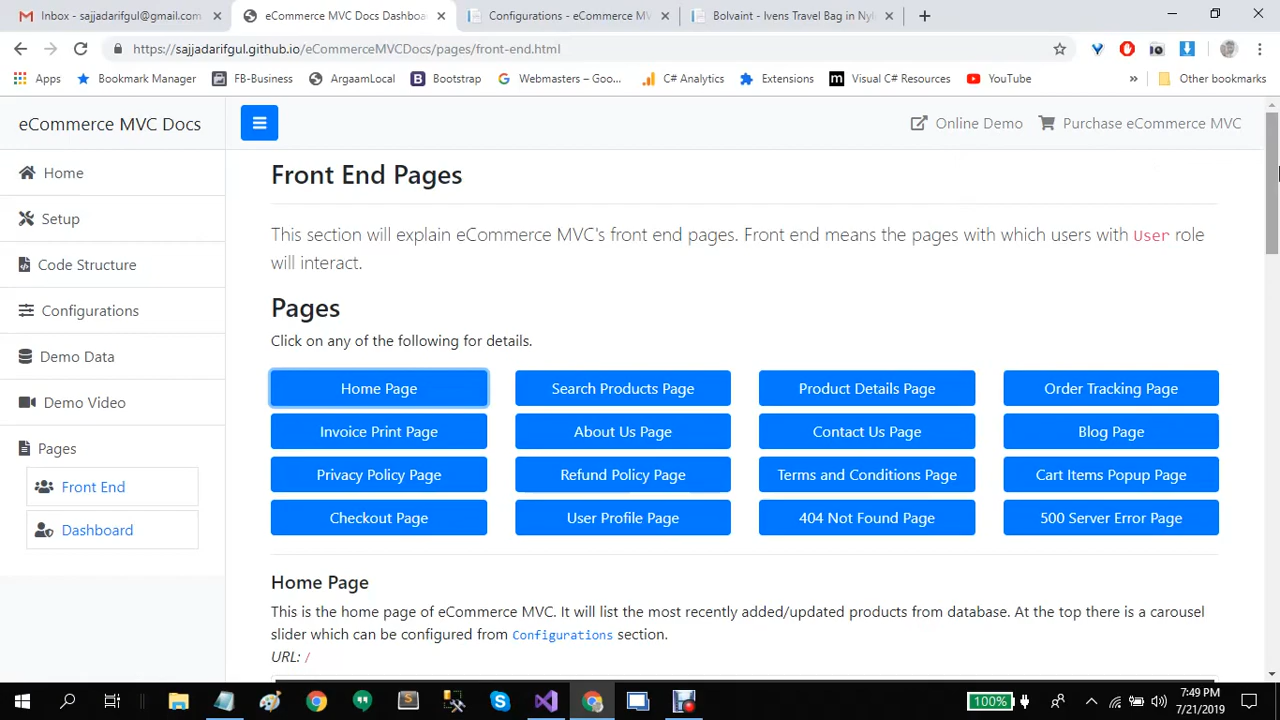 Inbox - sajjadarifgul@gmail.com
eCommerce MVC Docs Dashboa
Configurations - eCommerce M
Bolvaint - Ivens Travel Bag in Nyl
https://sajjadarifgul.github.io/eCommerceMVCDocs/pages/front-end.html
Apps
Bookmark Manager
FB-Business
ArgaamLocal
Bootstrap
Webmasters – Goo...
C# Analytics
Extensions
Visual C# Resources
YouTube
»
Other bookmarks
eCommerce MVC Docs
Online Demo
Purchase eCommerce MVC
Home
Setup
Code Structure
Configurations
Demo Data
Demo Video
Pages
Front End
Dashboard
Front End Pages
This section will explain eCommerce MVC's front end pages. Front end means the pages with which users with User role
will interact.
Pages
Click on any of the following for details.
Home Page
Search Products Page
Product Details Page
Order Tracking Page
Invoice Print Page
About Us Page
Contact Us Page
Blog Page
Privacy Policy Page
Refund Policy Page
Terms and Conditions Page
Cart Items Popup Page
Checkout Page
User Profile Page
404 Not Found Page
500 Server Error Page
Home Page
This is the home page of eCommerce MVC. It will list the most recently added/updated products from database. At the top there is a carousel
slider which can be configured from Configurations section.
URL: /
100%
7:49 PM
7/21/2019